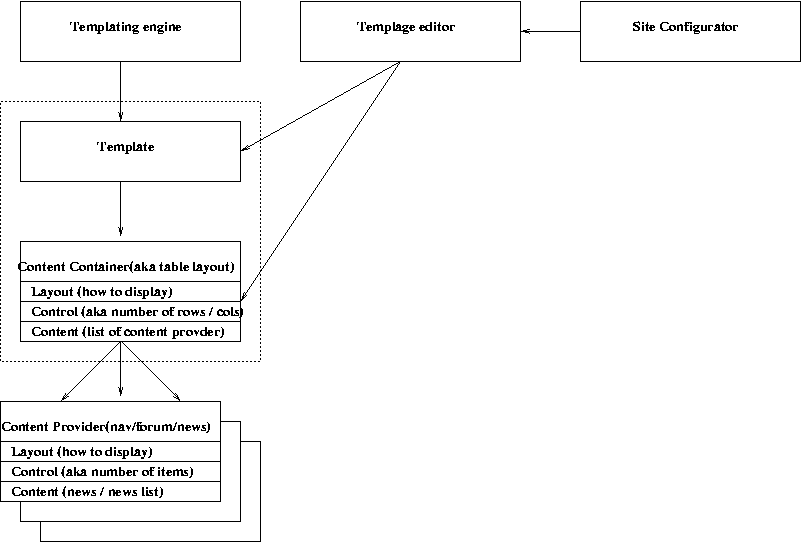 Templating engine
Templage editor
Site Configurator
Template
Content Container(aka table layout)
Layout (how to display)
Control (aka number of rows / cols)
Content (list of content provder)
Content Provider(nav/forum/news)
Layout (how to display)
Control (aka number of items)
Content (news / news list)